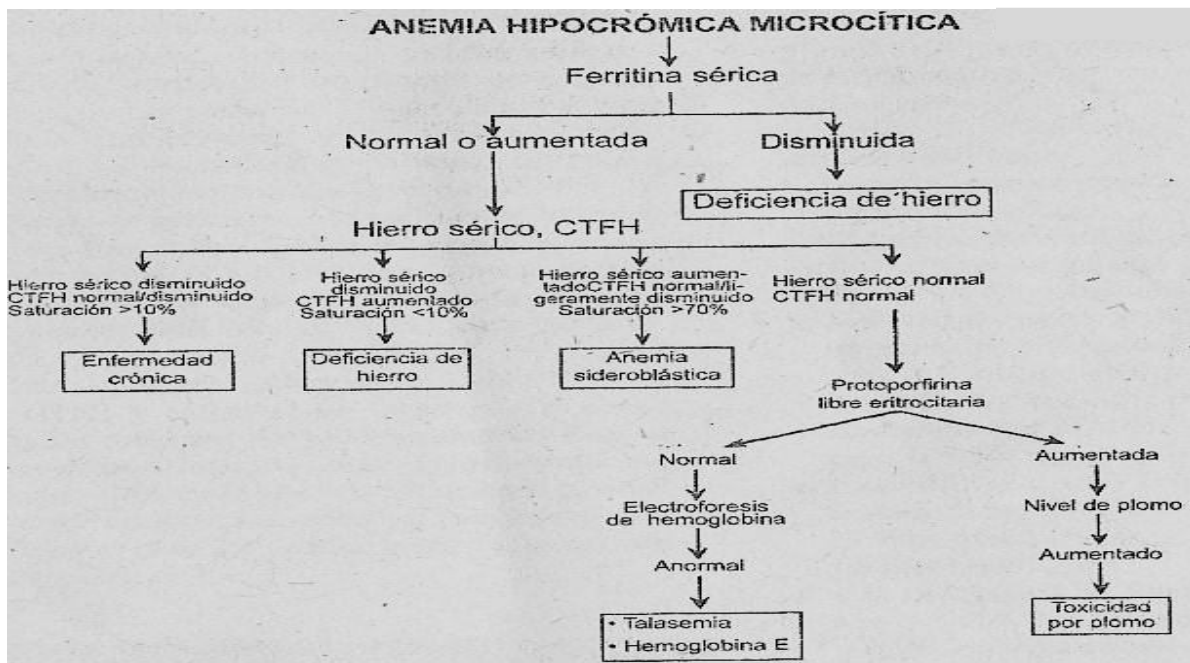 ANEMIA HIPOCRÓMICA MICROCÍTICA
Ferritina sérica
Normal o aumentada
Disminuida
Deficiencia de hierro
Hierro sérico, CTFH
Hierro sérico disminuido
CTFH normal/disminuido
Saturación >10%
Hierro sérico
disminuido
CTFH aumentado
Saturación <10%
Hierro sérico aumen-
tadoCTFH normal/li-
geramente disminuido
Saturación >70%
Hierro sérico normal
CTFH normal
Enfermedad
crónica
Deficiencia de
hierro
Anemia
sideroblástica
Protoporfirina
libre eritrocitaria
Normal
Aumentada
Electroforesis
de hemoglobina
Nivel de plomo
Anormal
Aumentado
• Talasemia
• Hemoglobina E
Toxicidad
por plomo